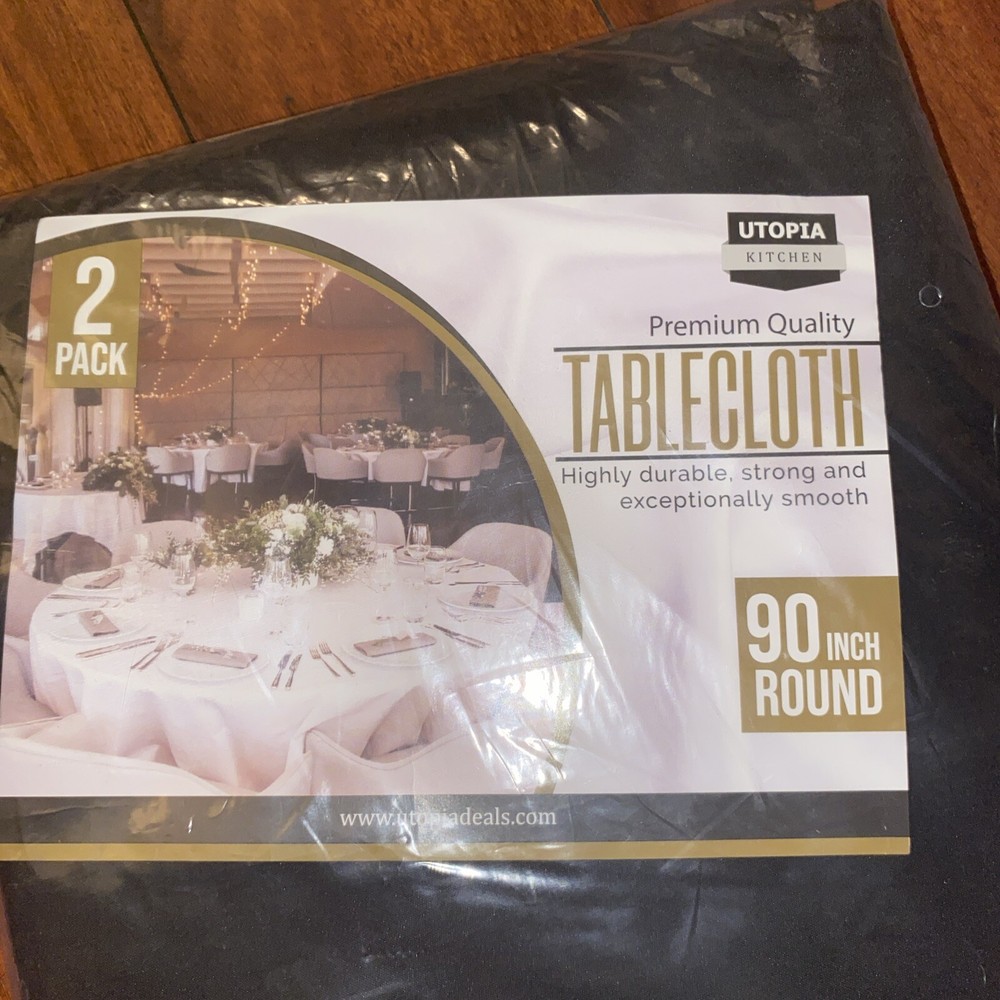 2
PACK
UTOPIA
KITCHEN
Premium Quality
TABLECLOTH
Highly durable, strong and
exceptionally smooth
90 INCH
ROUND
www.utopiadeals.com